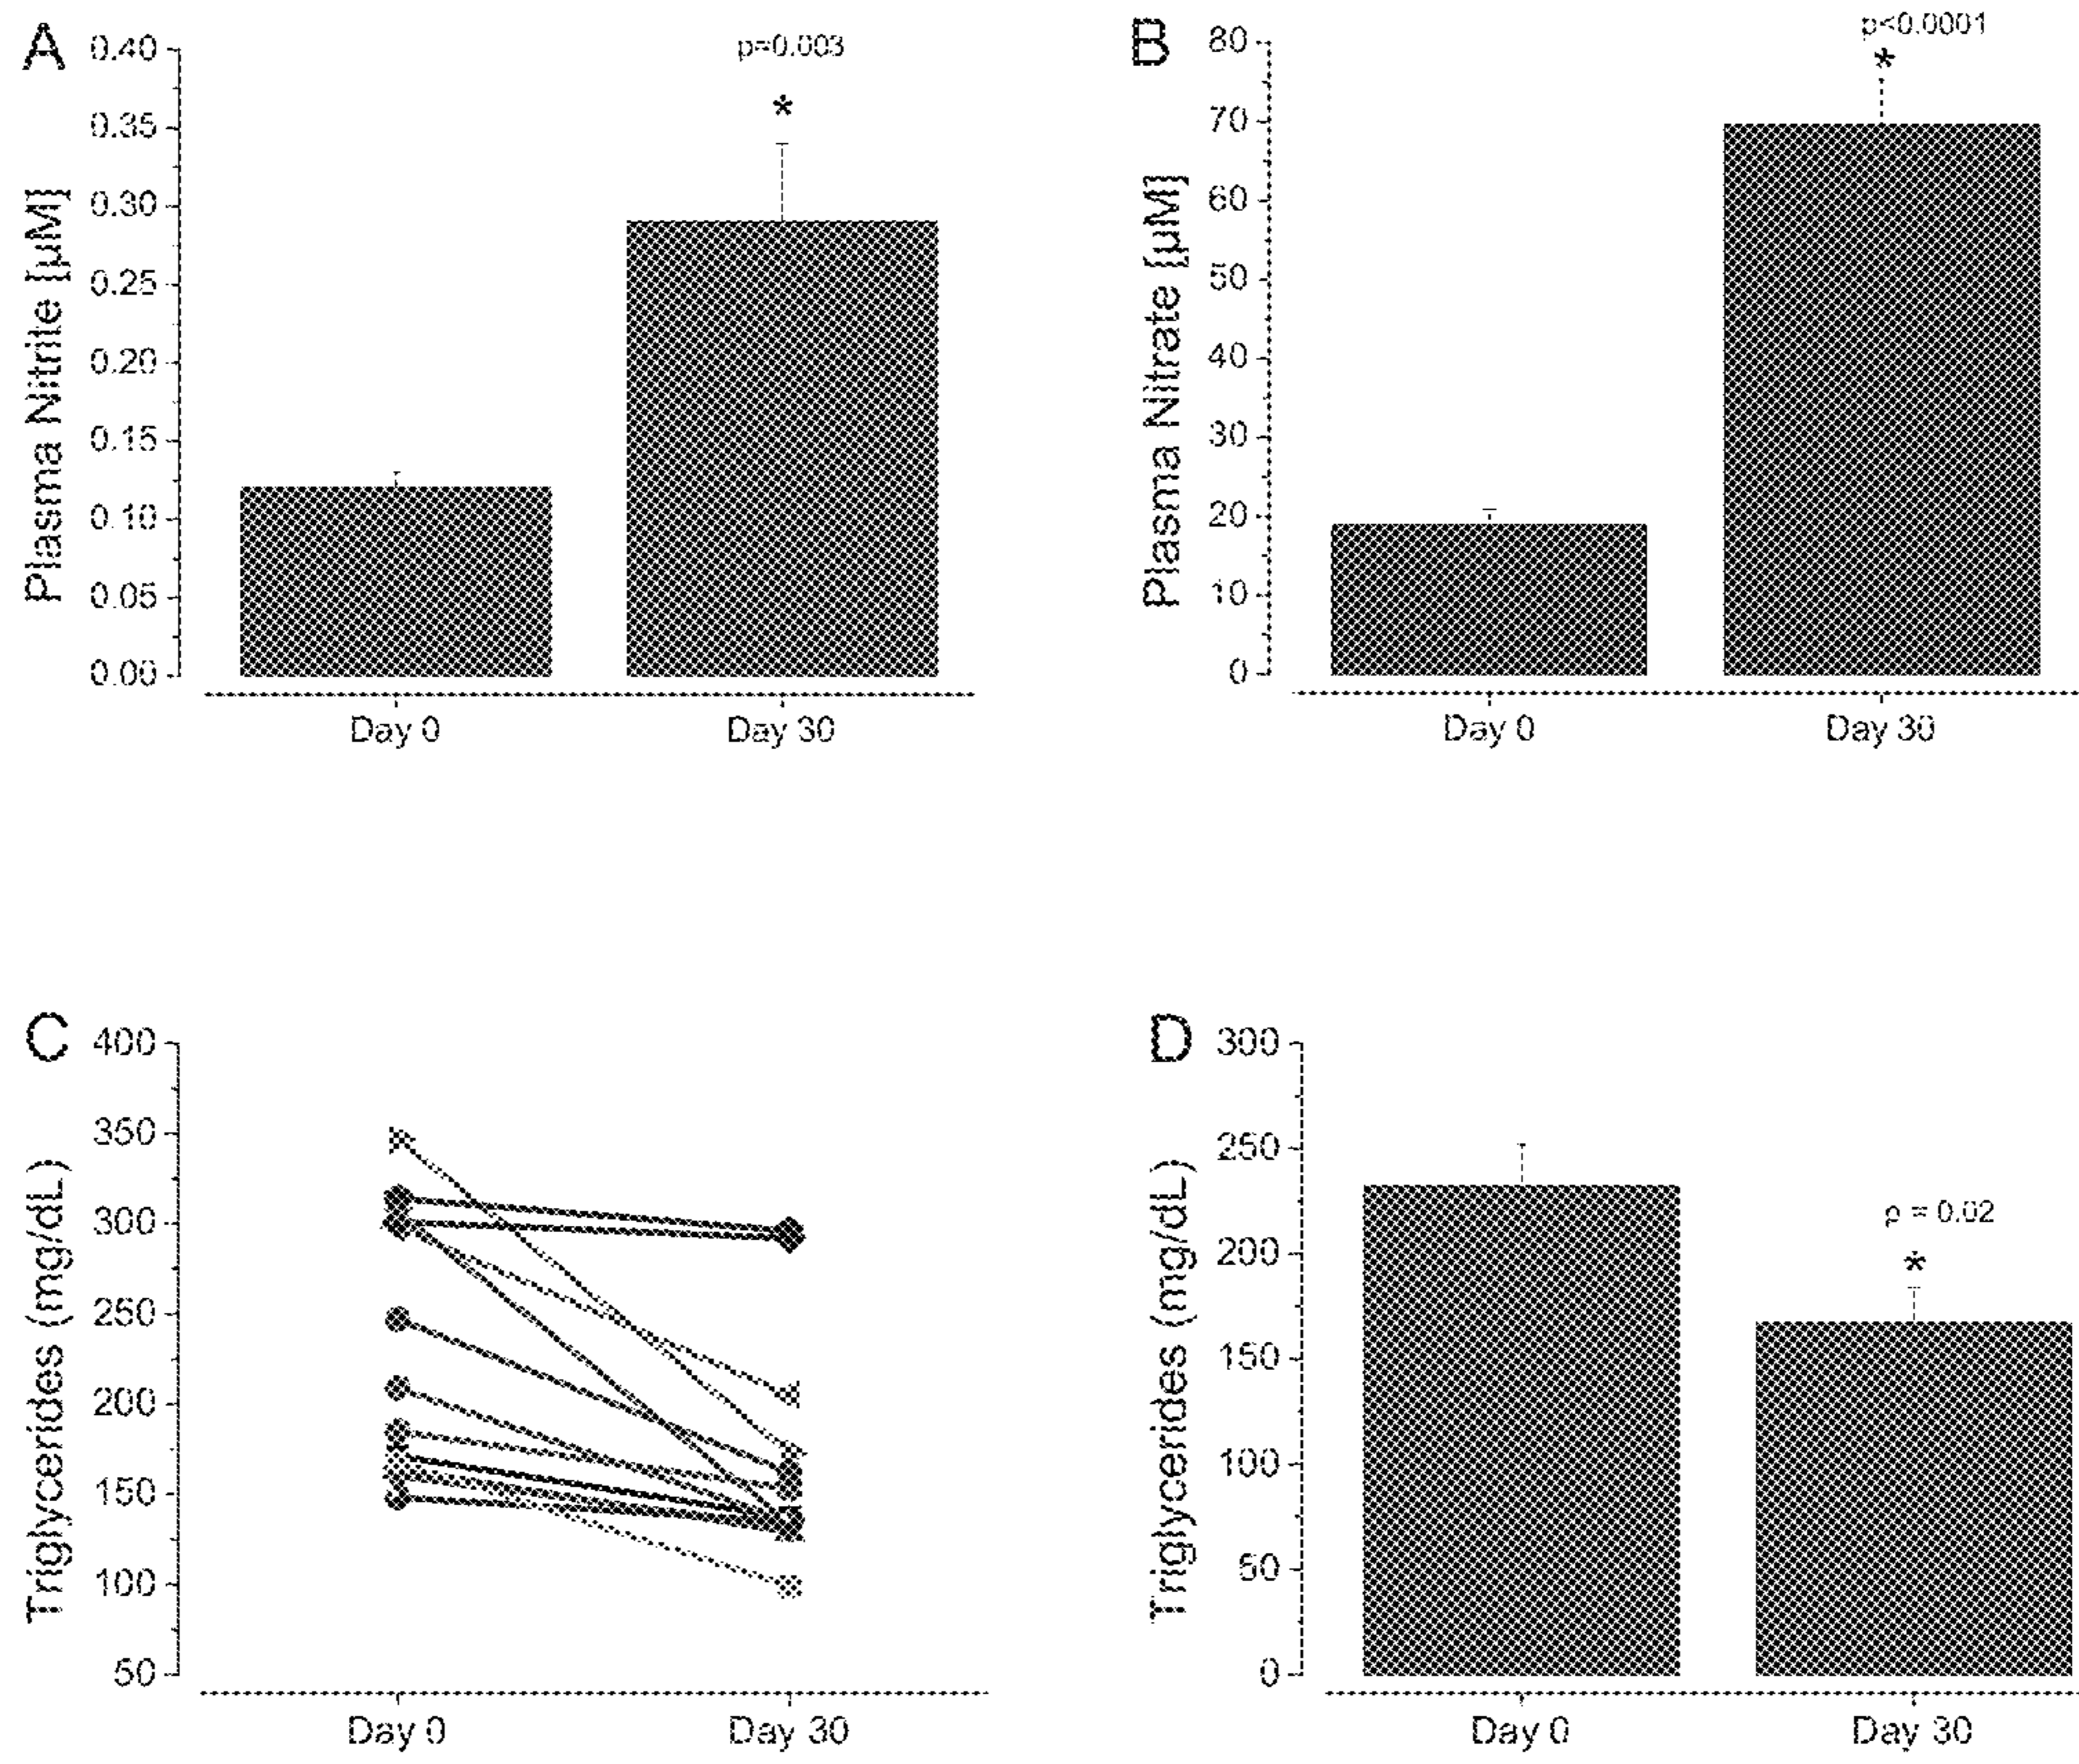 A
p=0.003
0.40
0.35
0.30
0.25
0.20
0.15
0.10
0.05
0.00
Plasma Nitrite [µM]
Day 0
Day 30
B
p<0.0001
*
80
70
60
50
40
30
20
10
0
Plasma Nitrate [µM]
Day 0
Day 30
*
C
400
350
300
250
200
150
100
50
Triglycerides (mg/dL)
Day 0
Day 30
D
300
250
200
150
100
50
0
Triglycerides (mg/dL)
p = 0.02
*
Day 0
Day 30